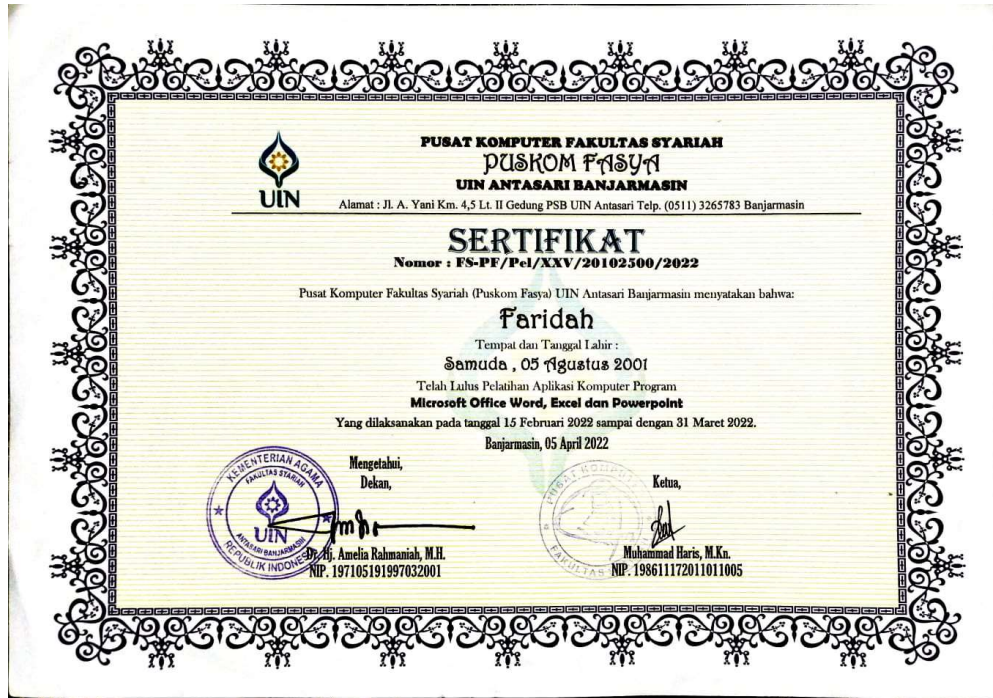 PUSAT KOMPUTER FAKULTAS SYARIAH
PUSKOM FASYA
UIN ANTASARI BANJARMASIN
Alamat : Jl. A. Yani Km. 4,5 Lt. II Gedung PSB UIN Antasari Telp. (0511) 3265783 Banjarmasin
UIN
SERTIFIKAT
Nomor : FS-PF/Pel/XXV/20102500/2022
Pusat Komputer Fakultas Syariah (Puskom Fasya) UIN Antasari Banjarmasin menyatakan bahwa:
Faridah
Tempat dan Tanggal Lahir :
Samuda , 05 Agustus 2001
Telah Lulus Pelatihan Aplikasi Komputer Program
Microsoft Office Word, Excel dan Powerpoint
Yang dilaksanakan pada tanggal 15 Februari 2022 sampai dengan 31 Maret 2022.
Banjarmasin, 05 April 2022
Mengetahui,
Dekan,
Ketua,
KEMENTERIAN AGAMA
FAKULTAS SYARIAH
UIN
ANTASARI BANJARMASIN
REPUBLIK INDONESIA
PUSAT KOMPUTER
FAKULTAS
Dr. Hj. Amelia Rahmaniah, M.H.
NIP. 197105191997032001
Muhammad Haris, M.Kn.
NIP. 198611172011011005